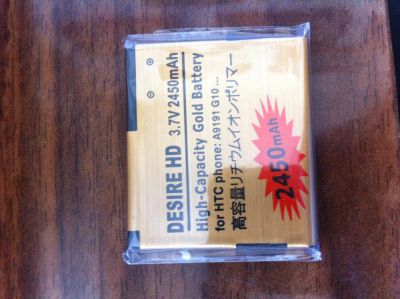 DESIRE HD
3.7V 2450mAh
High-Capacity Gold Battery
for HTC phone: A9191 G10 ...
高容量リチウムイオンポリマー
2450mAh